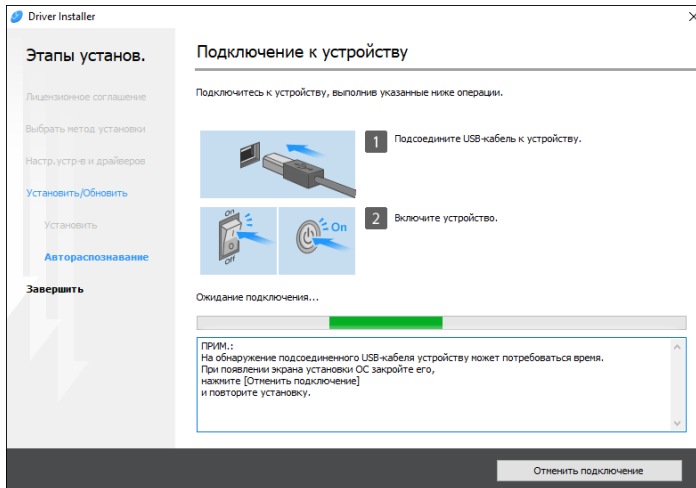 Driver Installer
Этапы установ.
Лицензионное соглашение
Выбрать метод установки
Настр.устр-в и драйверов
Установить/Обновить
Установить
Автораспознавание
Завершить
Подключение к устройству
Подключитесь к устройству, выполнив указанные ниже операции.
1 Подсоедините USB-кабель к устройству.
on
off
On
2 Включите устройство.
Ожидание подключения...
ПРИМ.:
На обнаружение подсоединенного USB-кабеля устройству может потребоваться время.
При появлении экрана установки ОС закройте его,
нажмите [Отменить подключение]
и повторите установку.
Отменить подключение